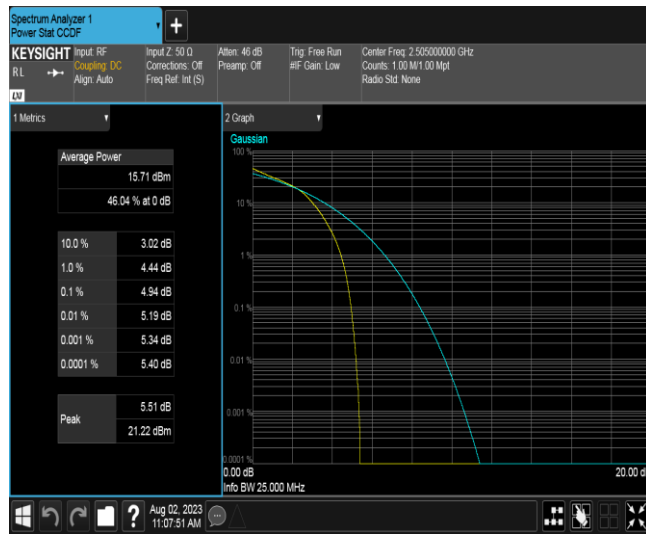 Spectrum Analyzer 1
Power Stat CCDF
+
KEYSIGHT
RL
LXI
Input: RF
Coupling: DC
Align: Auto
Input Z: 50 Ω
Corrections: Off
Freq Ref: Int (S)
Atten: 46 dB
Preamp: Off
Trig: Free Run
#IF Gain: Low
Center Freq: 2.505000000 GHz
Counts: 1.00 M/1.00 Mpt
Radio Std: None
1 Metrics
Average Power
15.71 dBm
46.04 % at 0 dB
10.0 % 3.02 dB
1.0 % 4.44 dB
0.1 % 4.94 dB
0.01 % 5.19 dB
0.001 % 5.34 dB
0.0001 % 5.40 dB
Peak
5.51 dB
21.22 dBm
2 Graph
Gaussian
100 %
10 %
1 %
0.1 %
0.01 %
0.001 %
0.0001 %
0.00 dB
20.00 d
Info BW 25.000 MHz
?
Aug 02, 2023
11:07:51 AM